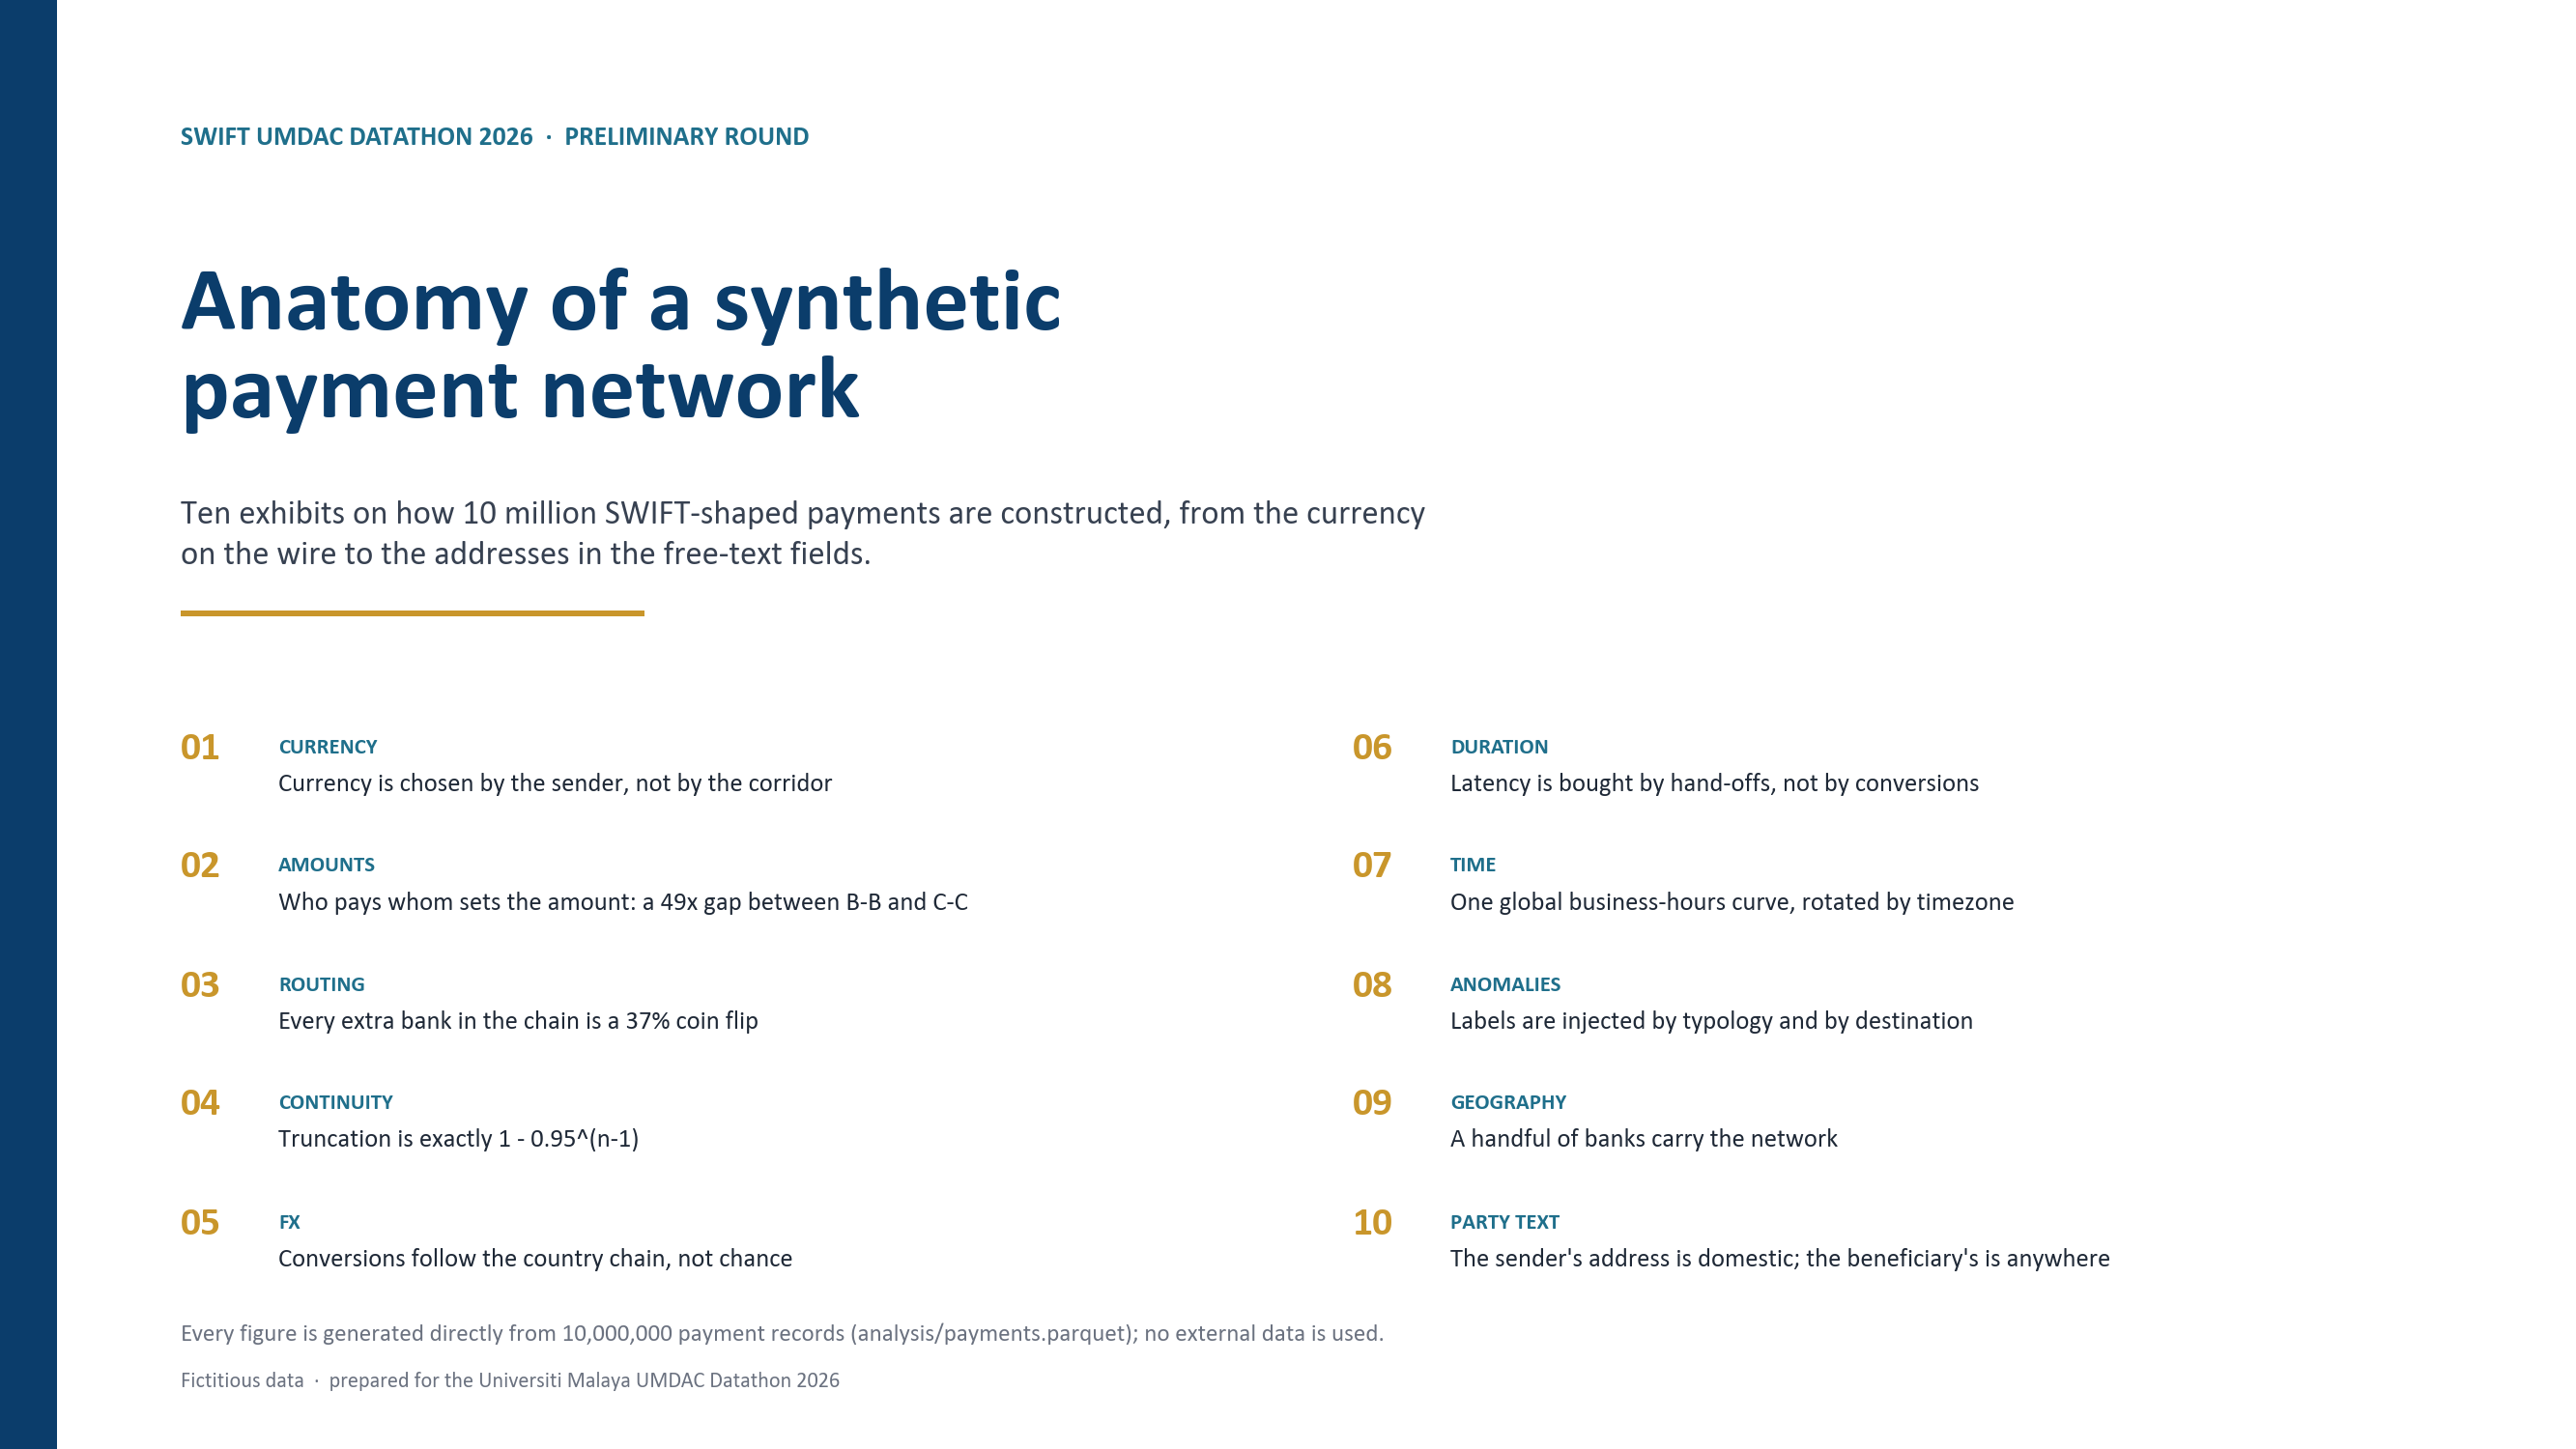 SWIFT UMDAC DATATHON 2026 · PRELIMINARY ROUND
Anatomy of a synthetic
payment network
Ten exhibits on how 10 million SWIFT-shaped payments are constructed, from the currency
on the wire to the addresses in the free-text fields.
01 CURRENCY
Currency is chosen by the sender, not by the corridor
02 AMOUNTS
Who pays whom sets the amount: a 49x gap between B-B and C-C
03 ROUTING
Every extra bank in the chain is a 37% coin flip
04 CONTINUITY
Truncation is exactly 1 - 0.95^(n-1)
05 FX
Conversions follow the country chain, not chance
06 DURATION
Latency is bought by hand-offs, not by conversions
07 TIME
One global business-hours curve, rotated by timezone
08 ANOMALIES
Labels are injected by typology and by destination
09 GEOGRAPHY
A handful of banks carry the network
10 PARTY TEXT
The sender's address is domestic; the beneficiary's is anywhere
Every figure is generated directly from 10,000,000 payment records (analysis/payments.parquet); no external data is used.
Fictitious data · prepared for the Universiti Malaya UMDAC Datathon 2026